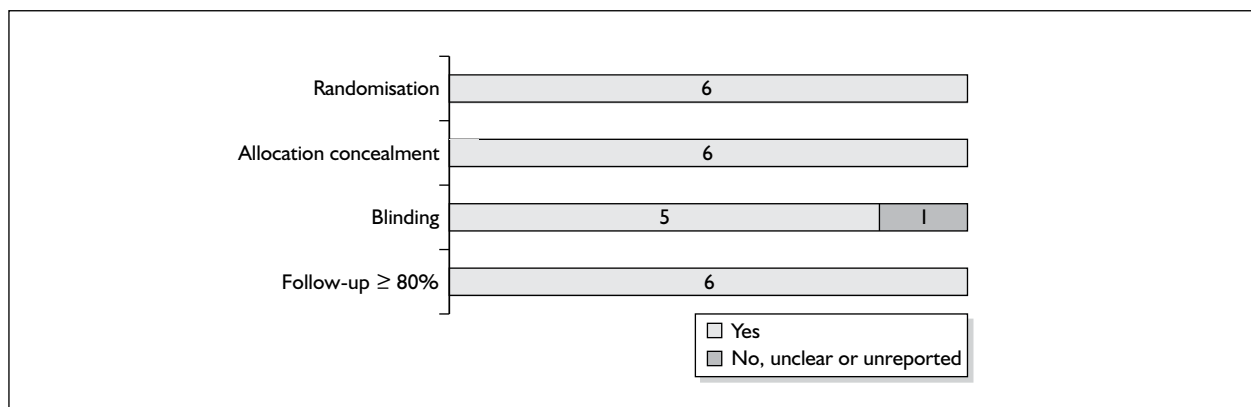 Randomisation
6
Allocation concealment
6
Blinding
5 1
Follow-up ≥ 80%
6
Yes
No, unclear or unreported